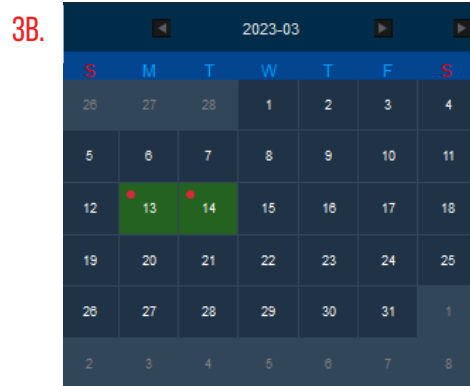 3B.
2023-03
S M T W T F S
26 27 28 1 2 3 4
5 6 7 8 9 10 11
12 13 14 15 16 17 18
19 20 21 22 23 24 25
26 27 28 29 30 31 1
2 3 4 5 6 7 8